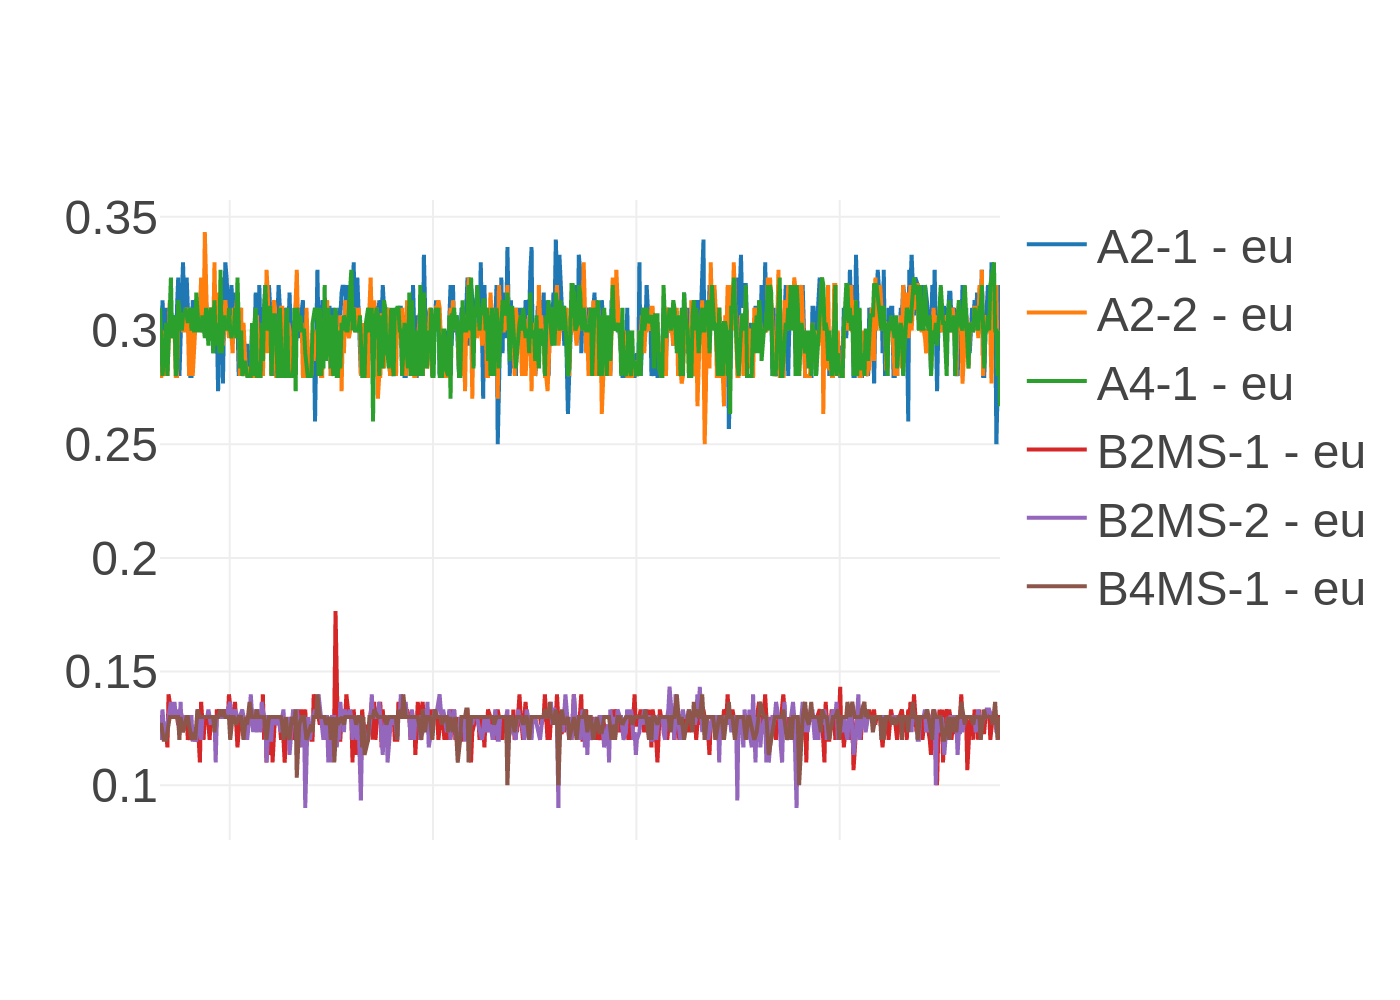 0.35
0.3
0.25
0.2
0.15
0.1
A2-1 - eu
A2-2 - eu
A4-1 - eu
B2MS-1 - eu
B2MS-2 - eu
B4MS-1 - eu